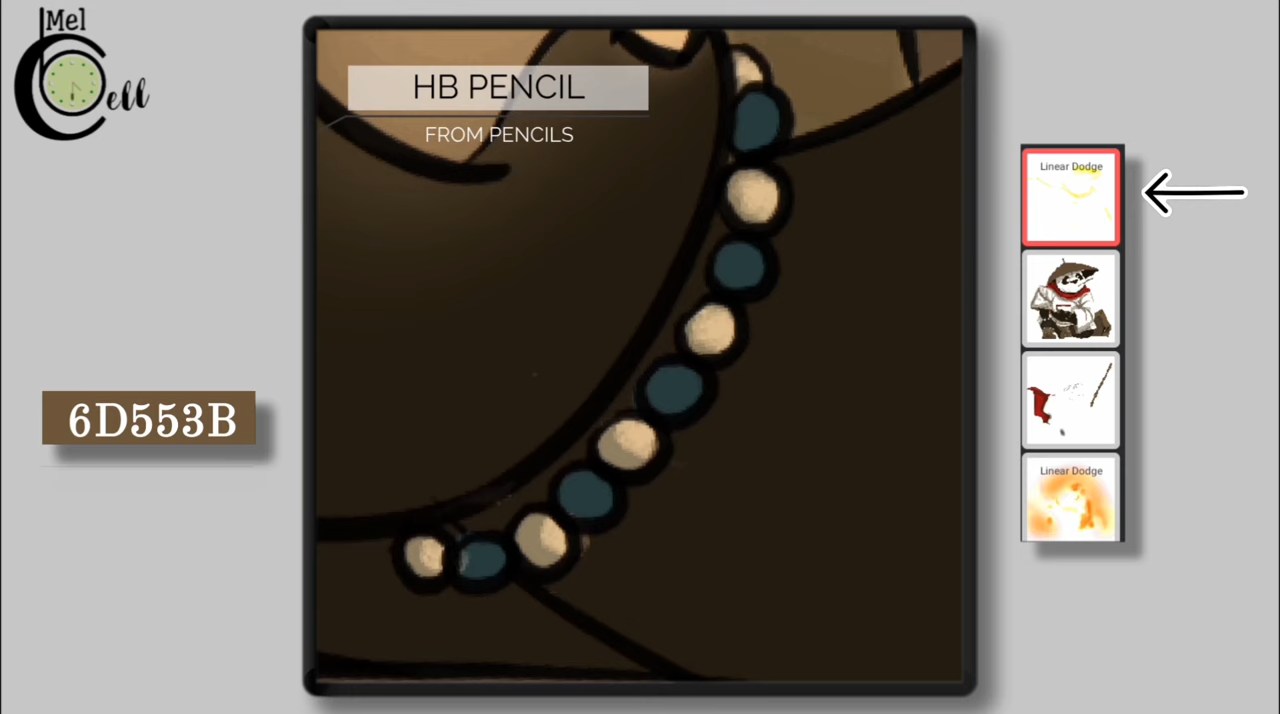 Mel
Cell
HB PENCIL
FROM PENCILS
Linear Dodge
6D553B
Linear Dodge